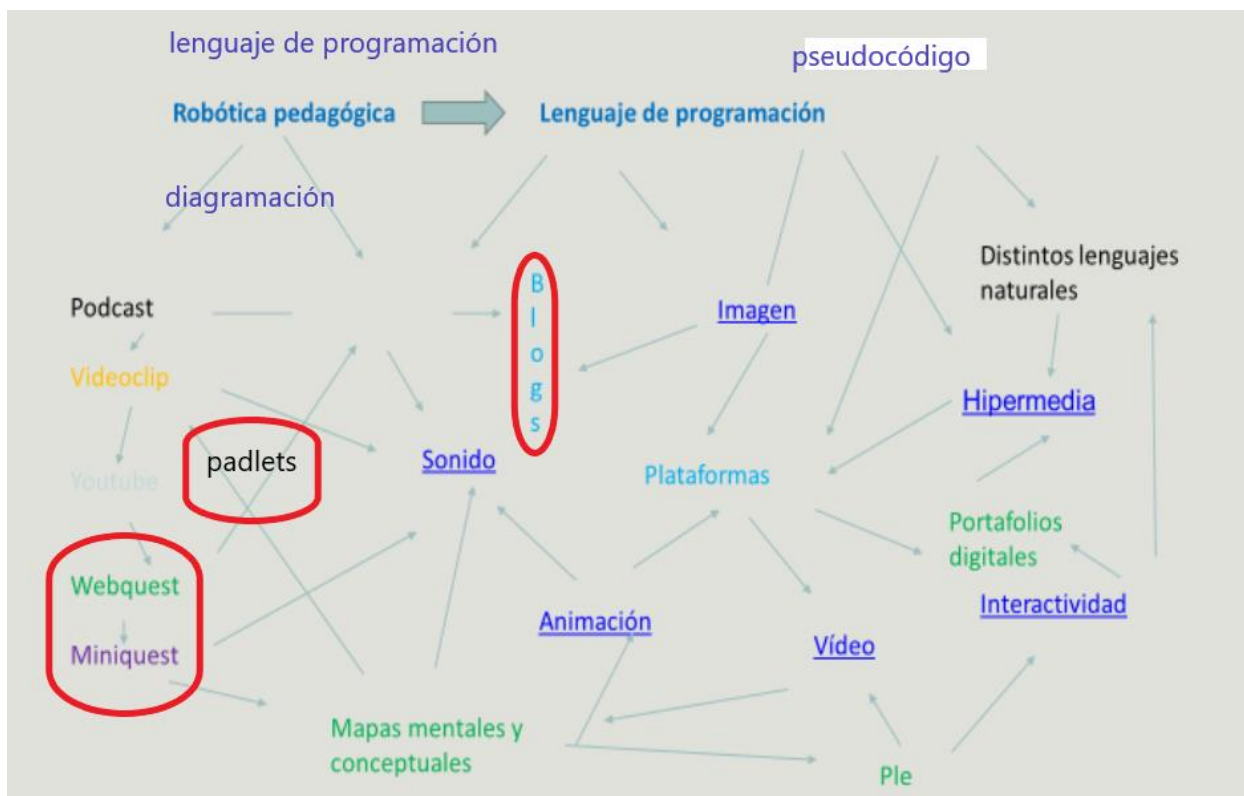 lenguaje de programación
pseudocódigo
Robótica pedagógica
Lenguaje de programación
diagramación
Distintos lenguajes
naturales
Podcast
Blogs
Imagen
Videoclip
Hipermedia
padlets
Sonido
Youtube
Plataformas
Portafolios
digitales
Webquest
Animación
Interactividad
Miniquest
Vídeo
Mapas mentales y
conceptuales
Ple